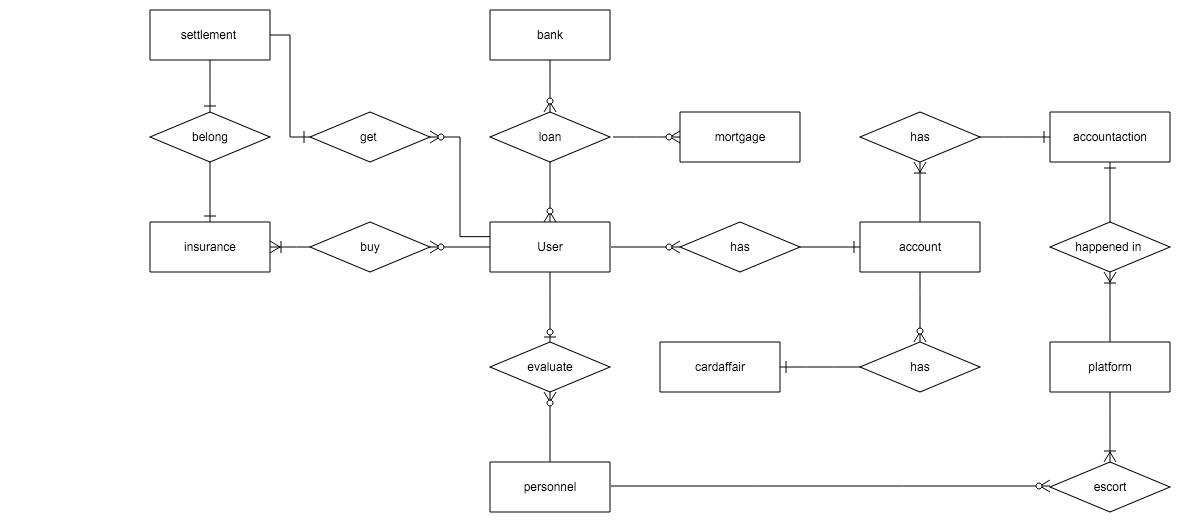 settlement
bank
belong
get
loan
mortgage
has
accountaction
insurance
buy
User
has
account
happened in
evaluate
cardaffair
has
platform
personnel
escort